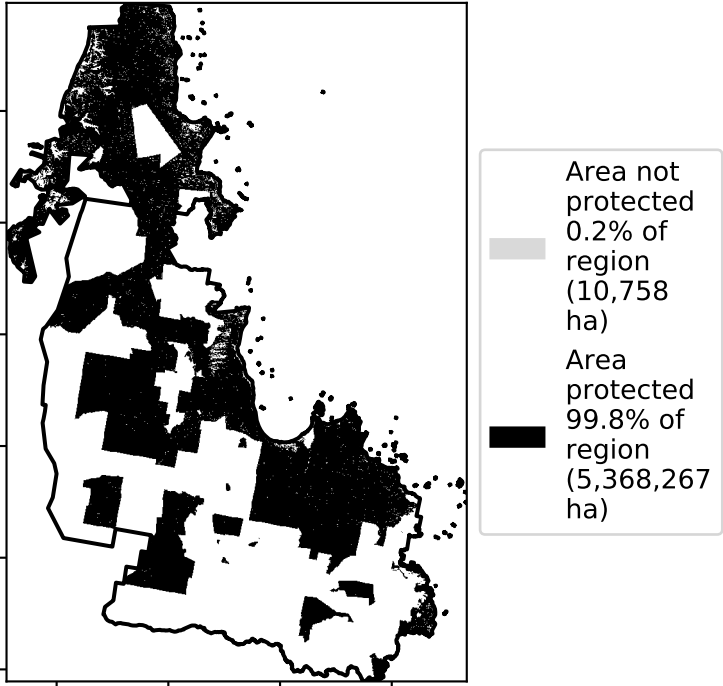 Area not
protected
0.2% of
region
(10,758
ha)
Area
protected
99.8% of
region
(5,368,267
ha)